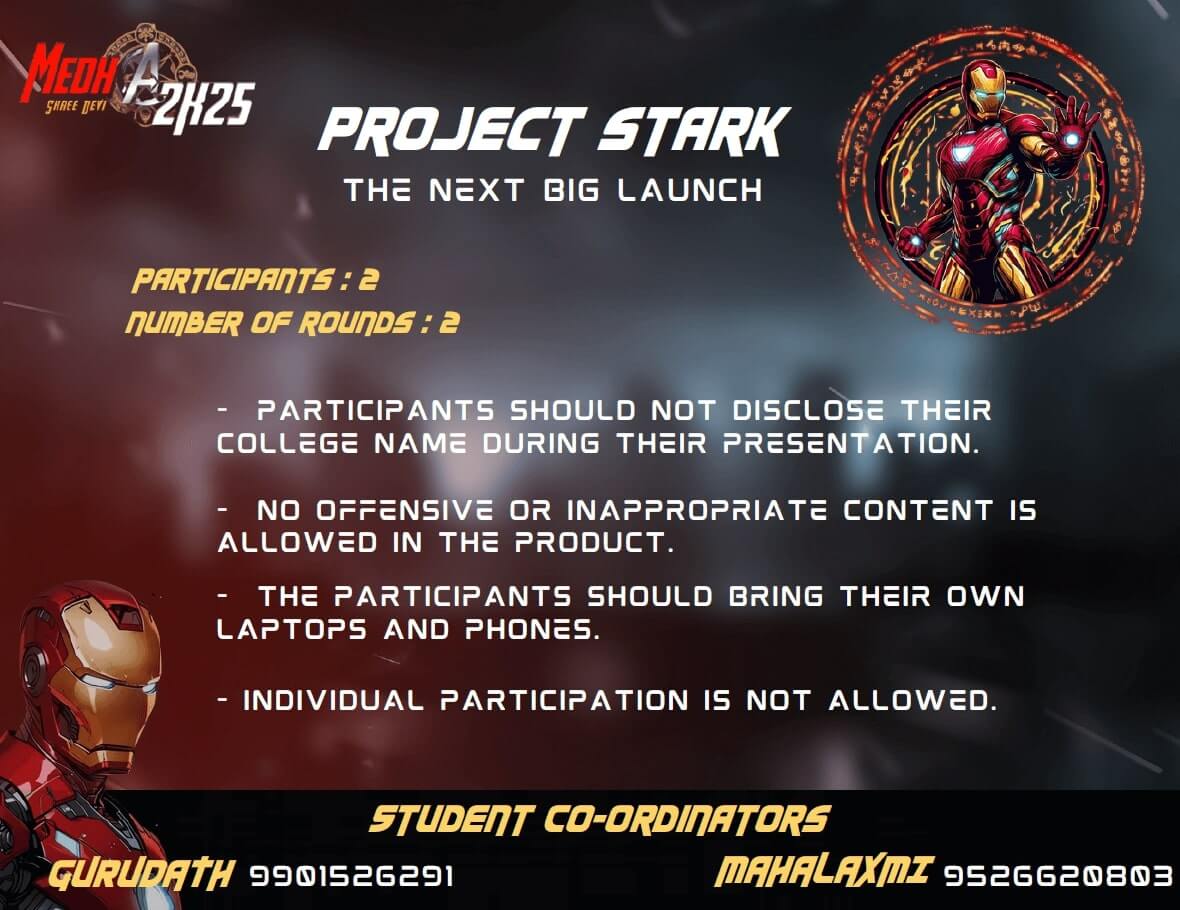 MEDHA2K25
SHREE DEVI
PROJECT STARK
THE NEXT BIG LAUNCH
PARTICIPANTS : 2
NUMBER OF ROUNDS : 2
- PARTICIPANTS SHOULD NOT DISCLOSE THEIR
COLLEGE NAME DURING THEIR PRESENTATION.
- NO OFFENSIVE OR INAPPROPRIATE CONTENT IS
ALLOWED IN THE PRODUCT.
- THE PARTICIPANTS SHOULD BRING THEIR OWN
LAPTOPS AND PHONES.
- INDIVIDUAL PARTICIPATION IS NOT ALLOWED.
STUDENT CO-ORDINATORS
GURUDATH 9901526291
MAHALAXMI 9526620803